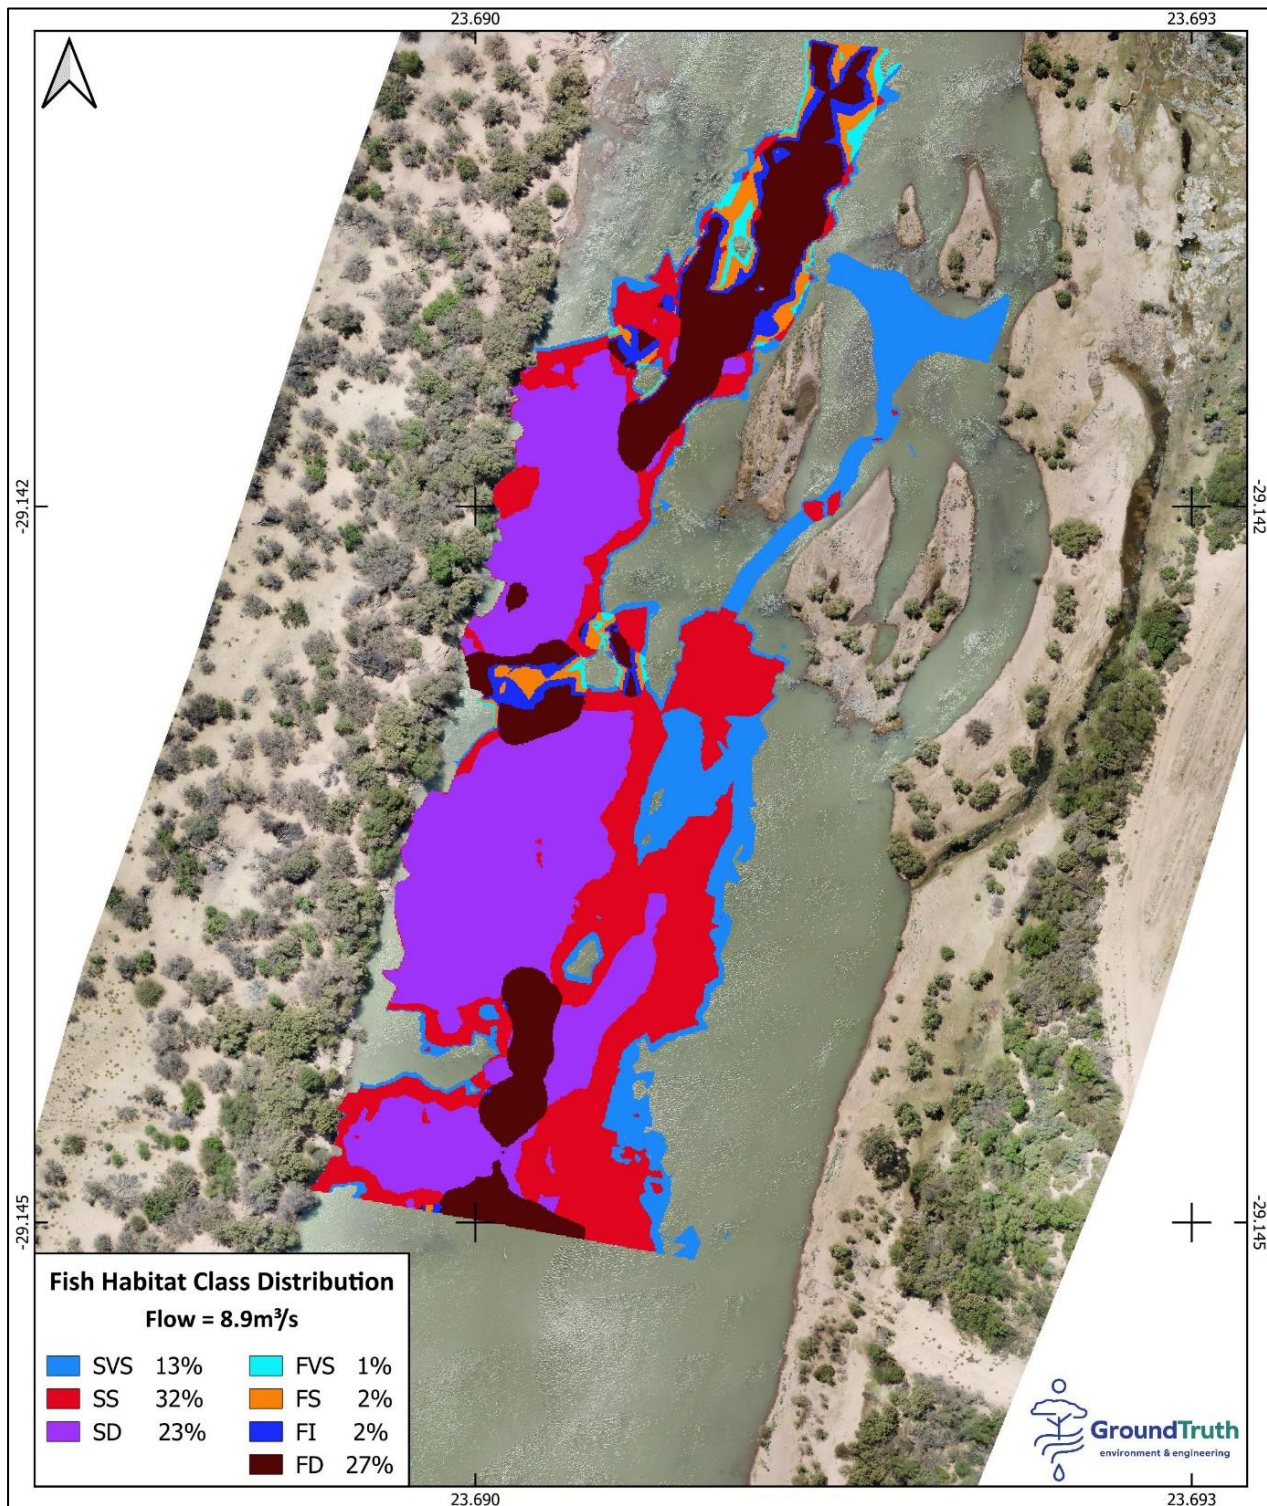 23.690 23.693
-29.142 -29.142
-29.145 -29.145
Fish Habitat Class Distribution
Flow = 8.9m³/s
SVS 13% FVS 1%
SS 32% FS 2%
SD 23% FI 2%
FD 27%
GroundTruth
environment & engineering
23.690 23.693